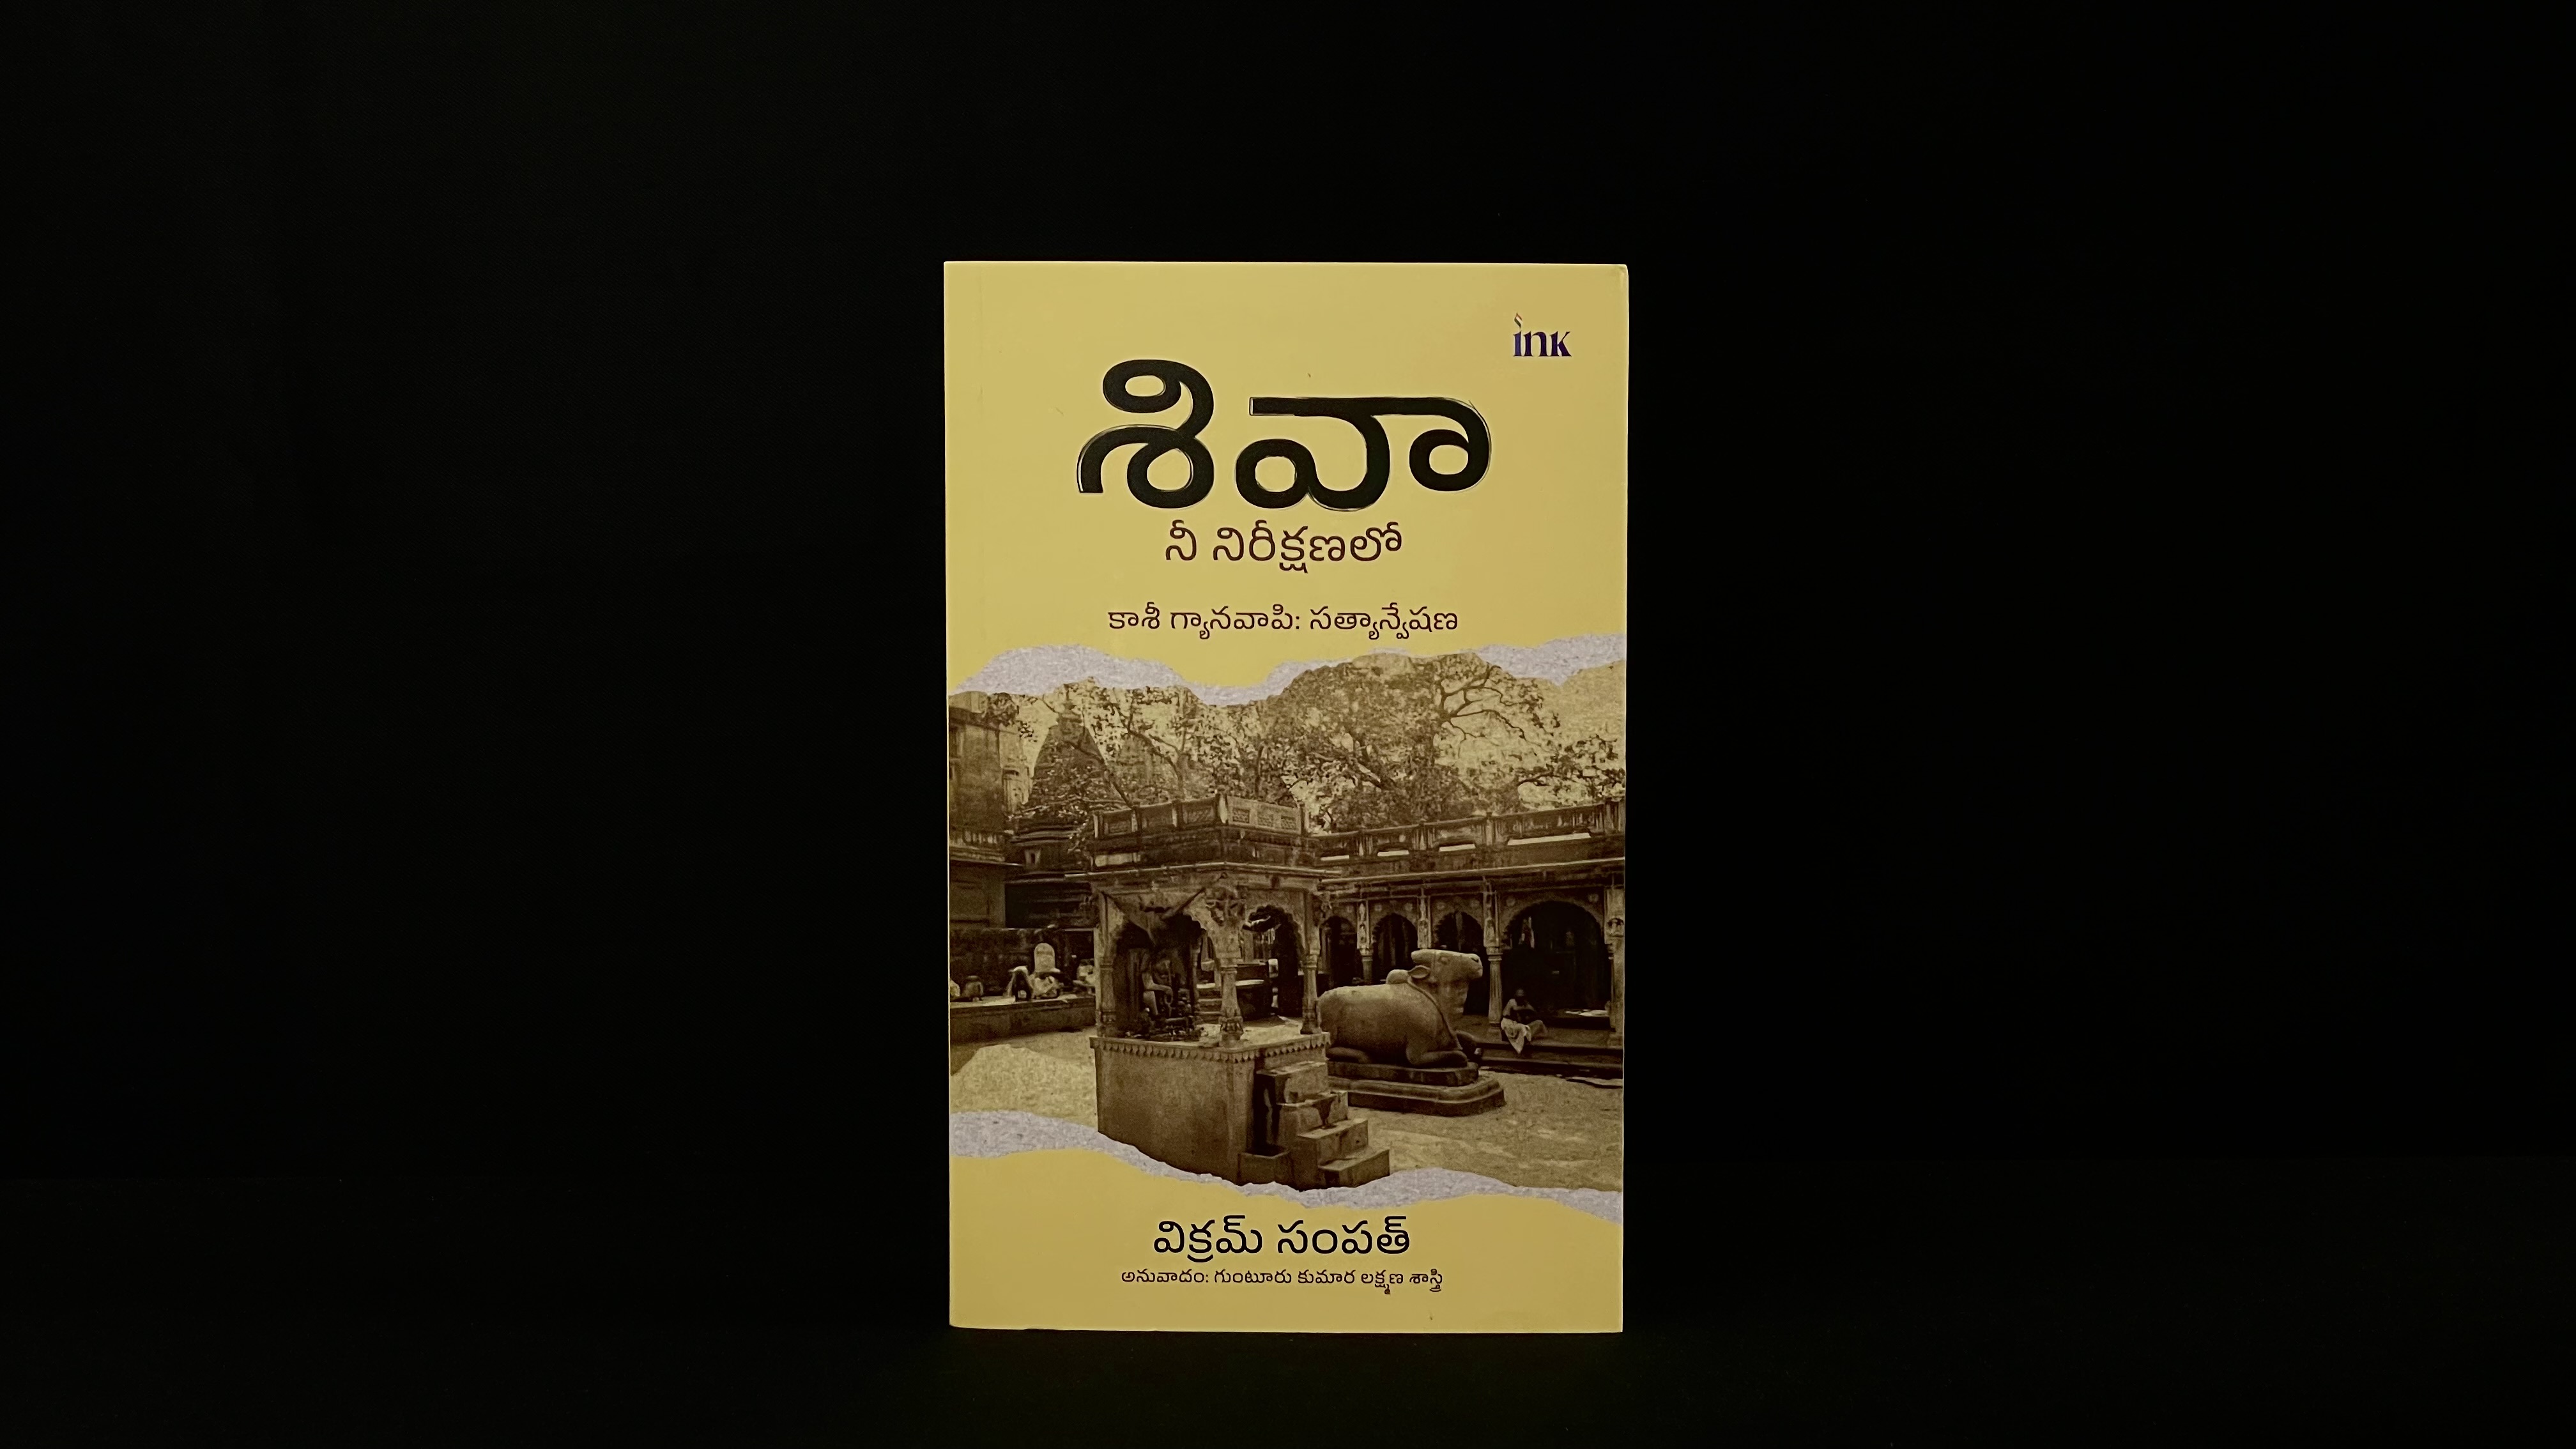 ink
శివా
నీ నిరీక్షణలో
కాశీ గ్యానవాపి: సత్యాన్వేషణ
విక్రమ్ సంపత్
అనువాదం: గుంటూరు కుమార లక్ష్మణ శాస్త్రి